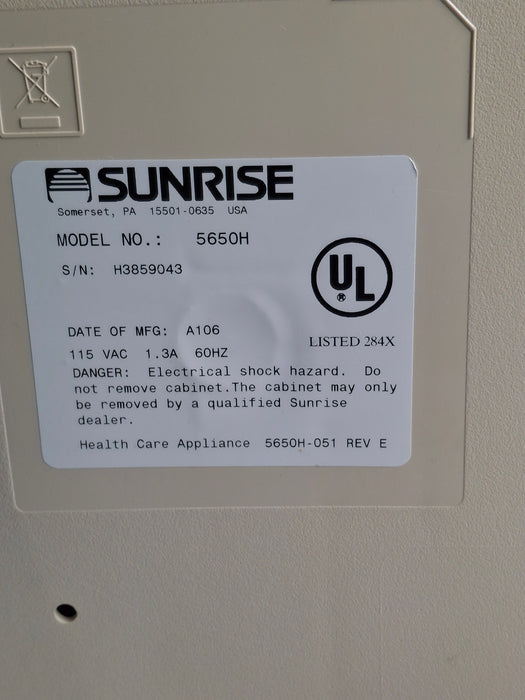 SUNRISE
Somerset, PA 15501-0635 USA
MODEL NO.: 5650H
S/N: H3859043
UL
®
LISTED 284X
DATE OF MFG: A106
115 VAC 1.3A 60HZ
DANGER: Electrical shock hazard. Do
not remove cabinet.The cabinet may only
be removed by a qualified Sunrise
dealer.
Health Care Appliance 5650H-051 REV E